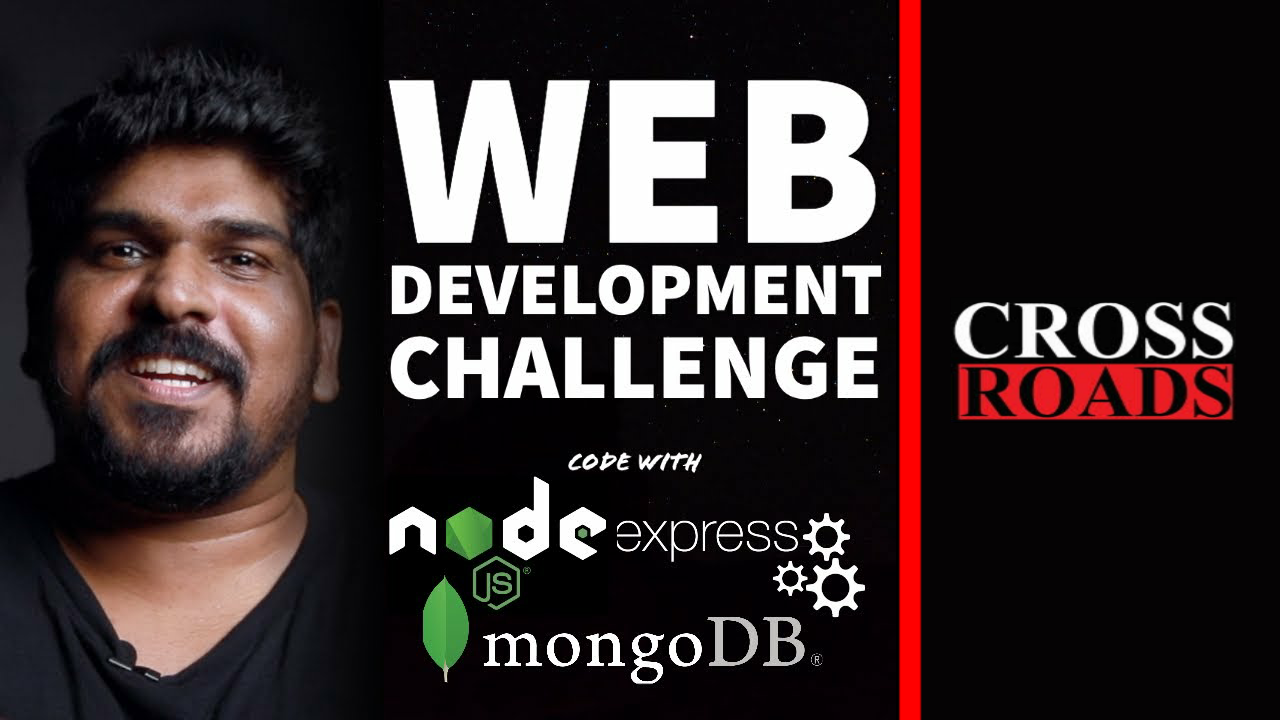 WEB
DEVELOPMENT
CHALLENGE
CODE WITH
node
JS®
express
mongoDB®
CROSS
ROADS